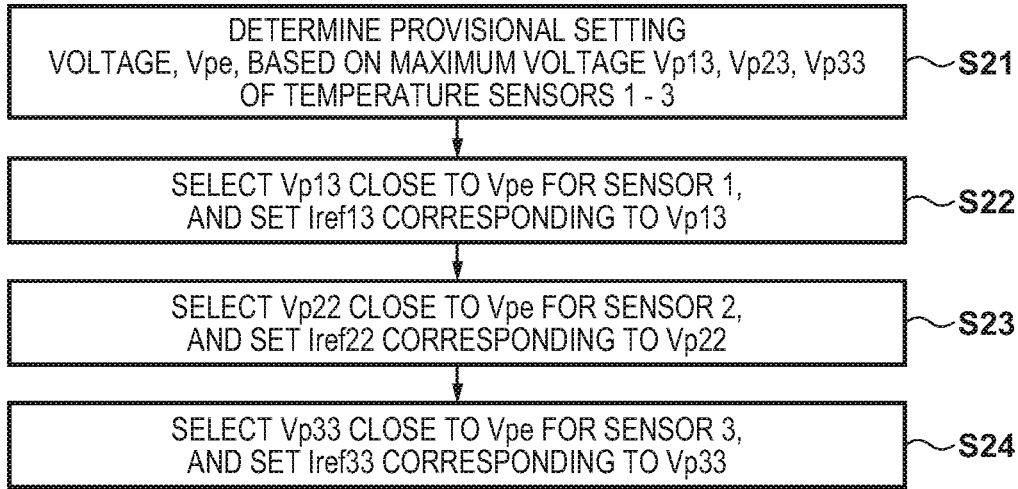 DETERMINE PROVISIONAL SETTING
VOLTAGE, Vpe, BASED ON MAXIMUM VOLTAGE Vp13, Vp23, Vp33
OF TEMPERATURE SENSORS 1 - 3
S21
SELECT Vp13 CLOSE TO Vpe FOR SENSOR 1,
AND SET Iref13 CORRESPONDING TO Vp13
S22
SELECT Vp22 CLOSE TO Vpe FOR SENSOR 2,
AND SET Iref22 CORRESPONDING TO Vp22
S23
SELECT Vp33 CLOSE TO Vpe FOR SENSOR 3,
AND SET Iref33 CORRESPONDING TO Vp33
S24